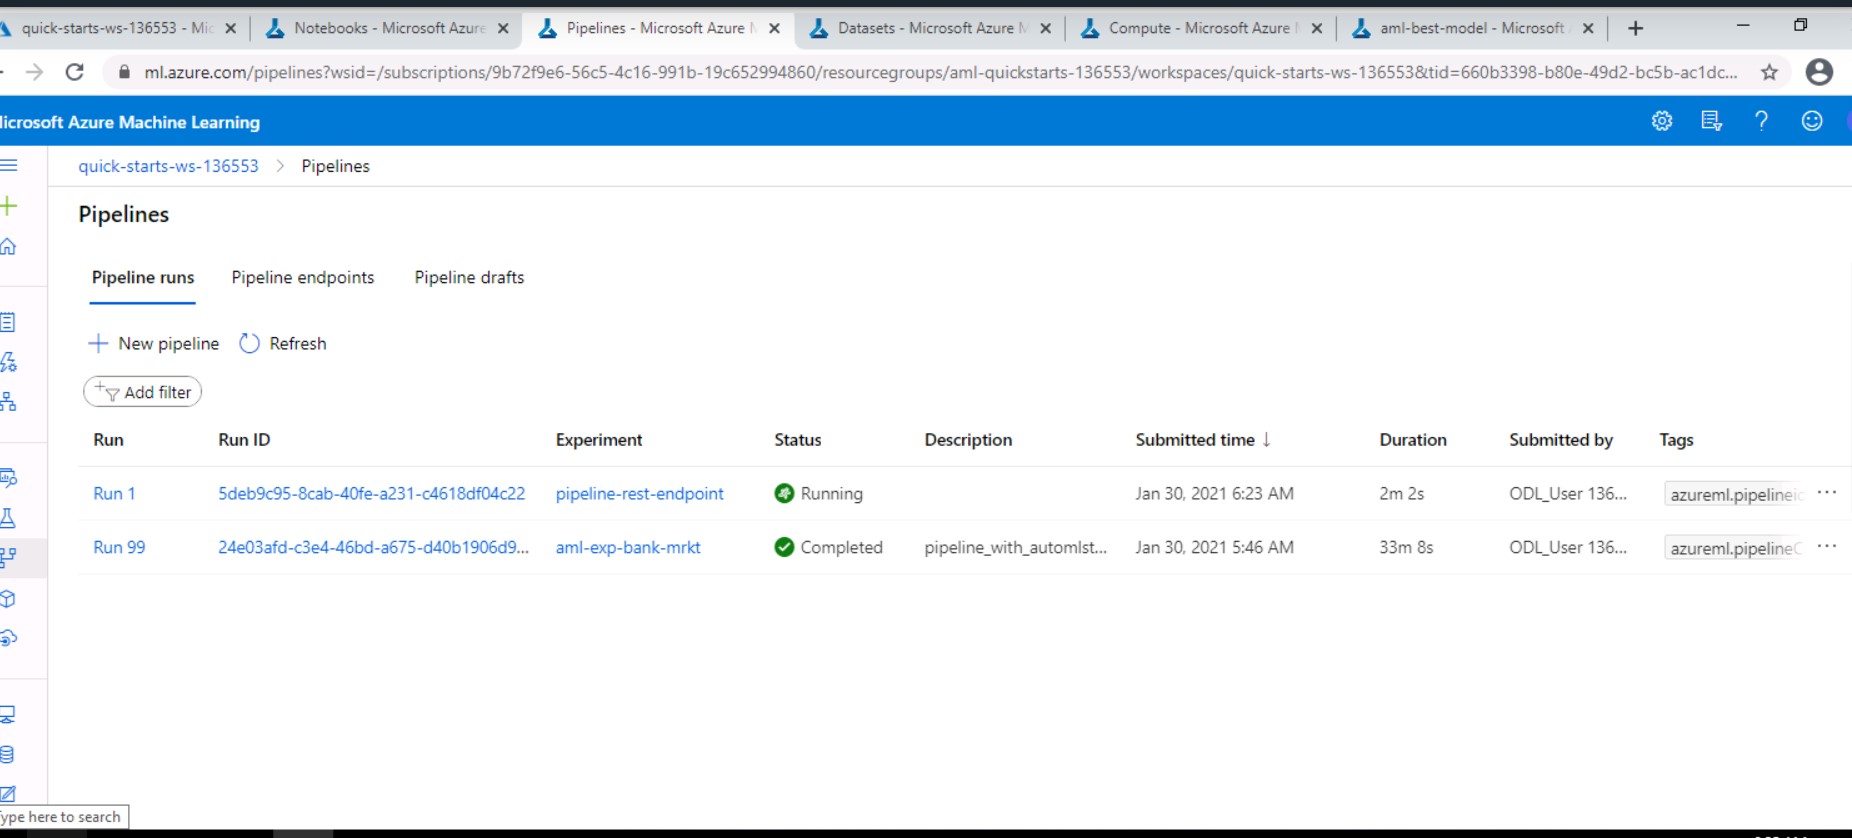 quick-starts-ws-136553 - Mic
Notebooks - Microsoft Azure
Pipelines - Microsoft Azure
Datasets - Microsoft Azure
Compute - Microsoft Azure
aml-best-model - Microsoft
ml.azure.com/pipelines?wsid=/subscriptions/9b72f9e6-56c5-4c16-991b-19c652994860/resourcegroups/aml-quickstarts-136553/workspaces/quick-starts-ws-136553&tid=660b3398-b80e-49d2-bc5b-ac1dc...
icrosoft Azure Machine Learning
quick-starts-ws-136553 > Pipelines
Pipelines
Pipeline runs Pipeline endpoints Pipeline drafts
+ New pipeline Refresh
Add filter
Run Run ID Experiment Status Description Submitted time ↓ Duration Submitted by Tags
Run 1 5deb9c95-8cab-40fe-a231-c4618df04c22 pipeline-rest-endpoint Running Jan 30, 2021 6:23 AM 2m 2s ODL_User 136... azureml.pipelineic ...
Run 99 24e03afd-c3e4-46bd-a675-d40b1906d9... aml-exp-bank-mrkt Completed pipeline_with_automlst... Jan 30, 2021 5:46 AM 33m 8s ODL_User 136... azureml.pipelineC ...
ype here to search